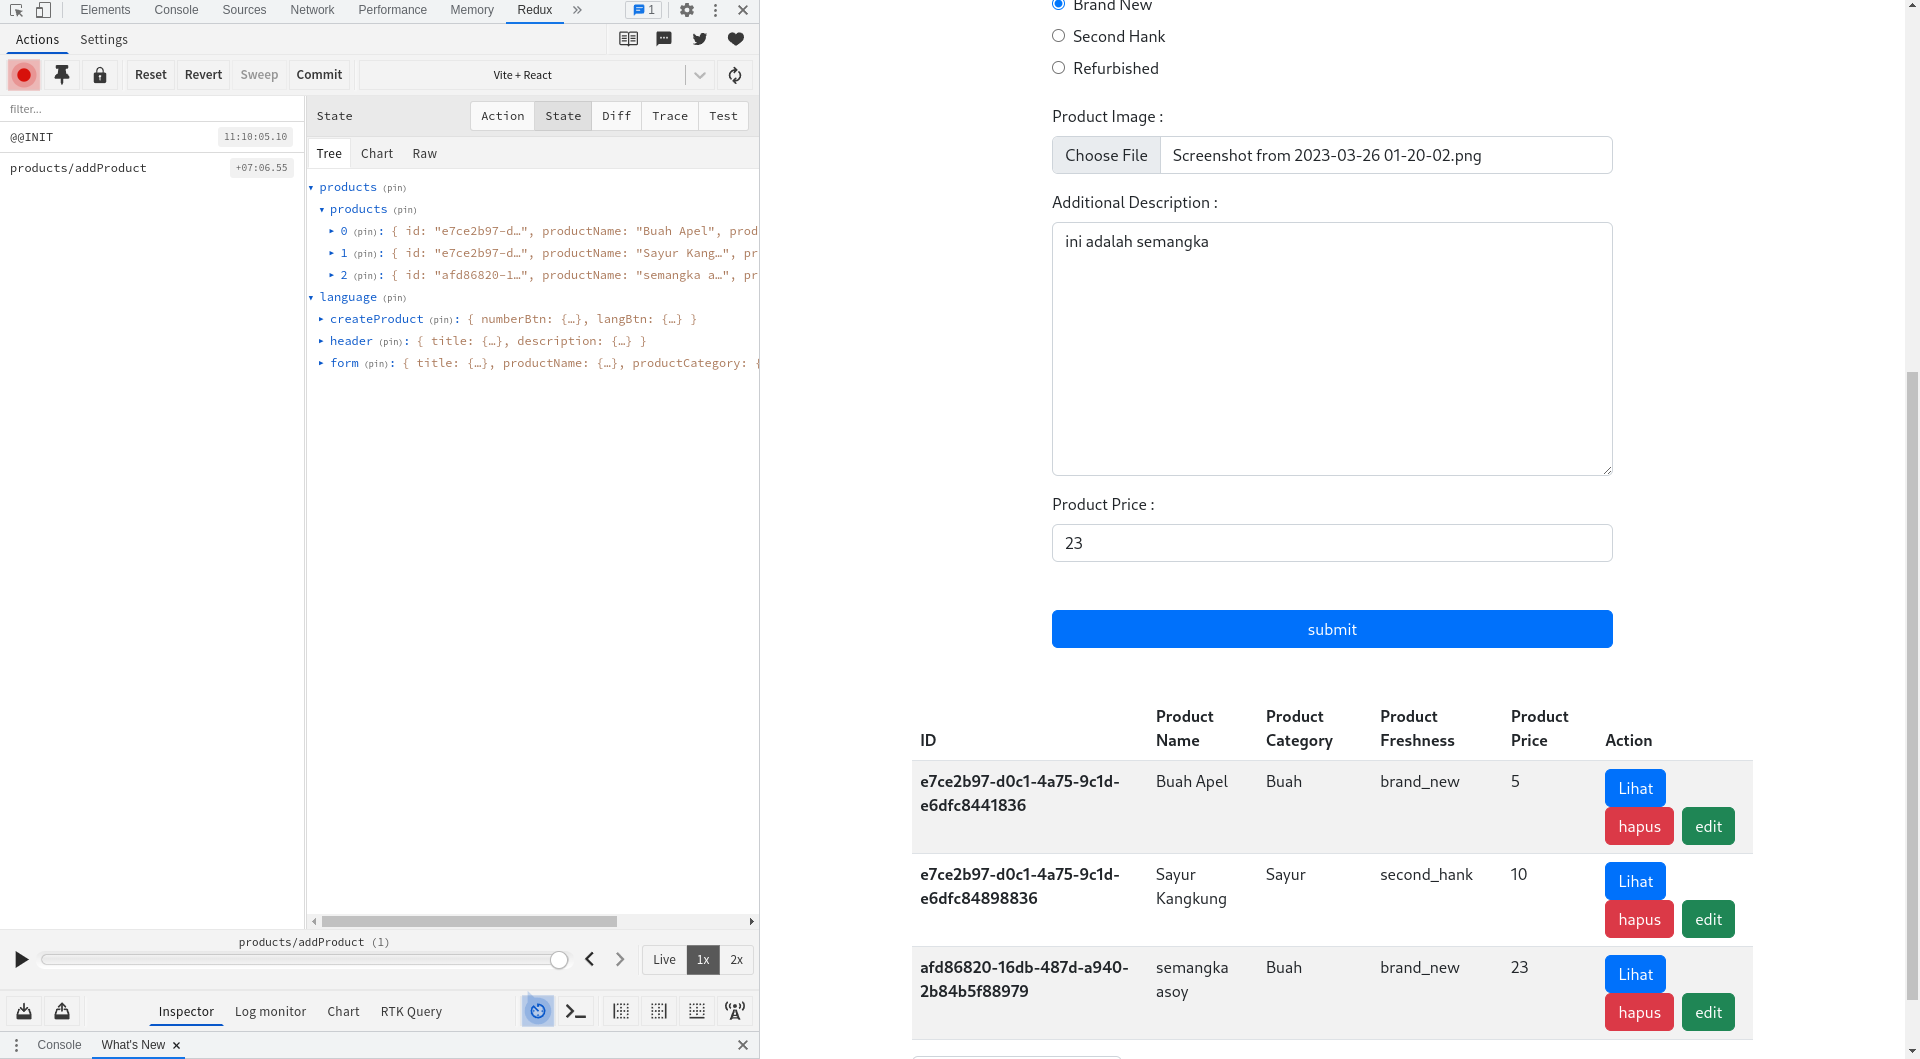 Elements Console Sources Network Performance Memory Redux 1
Actions Settings
Reset Revert Sweep Commit Vite + React
filter...
@@INIT 11:10:05.10
products/addProduct +07:06.55
State Action State Diff Trace Test
Tree Chart Raw
products (pin)
products (pin)
0 (pin): { id: "e7ce2b97-d…", productName: "Buah Apel", prod
1 (pin): { id: "e7ce2b97-d…", productName: "Sayur Kang…", pr
2 (pin): { id: "afd86820-1…", productName: "semangka a…", pr
language (pin)
createProduct (pin): { numberBtn: {…}, langBtn: {…} }
header (pin): { title: {…}, description: {…} }
form (pin): { title: {…}, productName: {…}, productCategory: {
products/addProduct (1)
Live 1x 2x
Inspector Log monitor Chart RTK Query
Console What's New
Brand New
Second Hank
Refurbished
Product Image :
Choose File Screenshot from 2023-03-26 01-20-02.png
Additional Description :
ini adalah semangka
Product Price :
23
submit
ID Product Name Product Category Product Freshness Product Price Action
e7ce2b97-d0c1-4a75-9c1d-e6dfc8441836 Buah Apel Buah brand_new 5 Lihat hapus edit
e7ce2b97-d0c1-4a75-9c1d-e6dfc84898836 Sayur Kangkung Sayur second_hank 10 Lihat hapus edit
afd86820-16db-487d-a940-2b84b5f88979 semangka asoy Buah brand_new 23 Lihat hapus edit